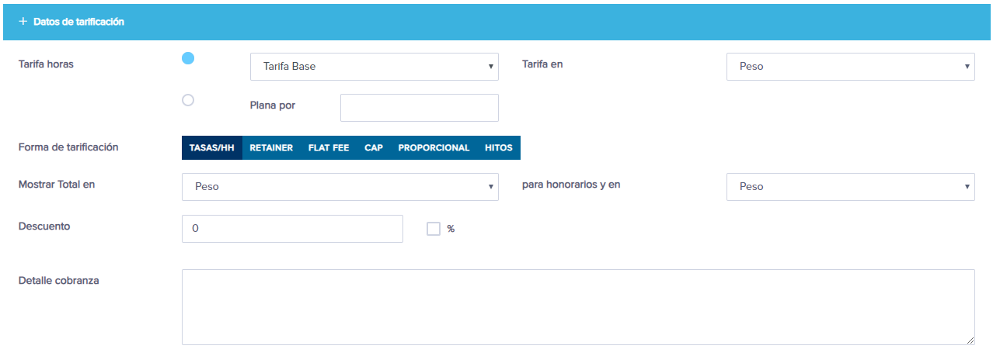 + Datos de tarificación
Tarifa horas Tarifa Base Tarifa en Peso
Plana por
Forma de tarificación TASAS/HH RETAINER FLAT FEE CAP PROPORCIONAL HITOS
Mostrar Total en Peso para honorarios y en Peso
Descuento 0 %
Detalle cobranza